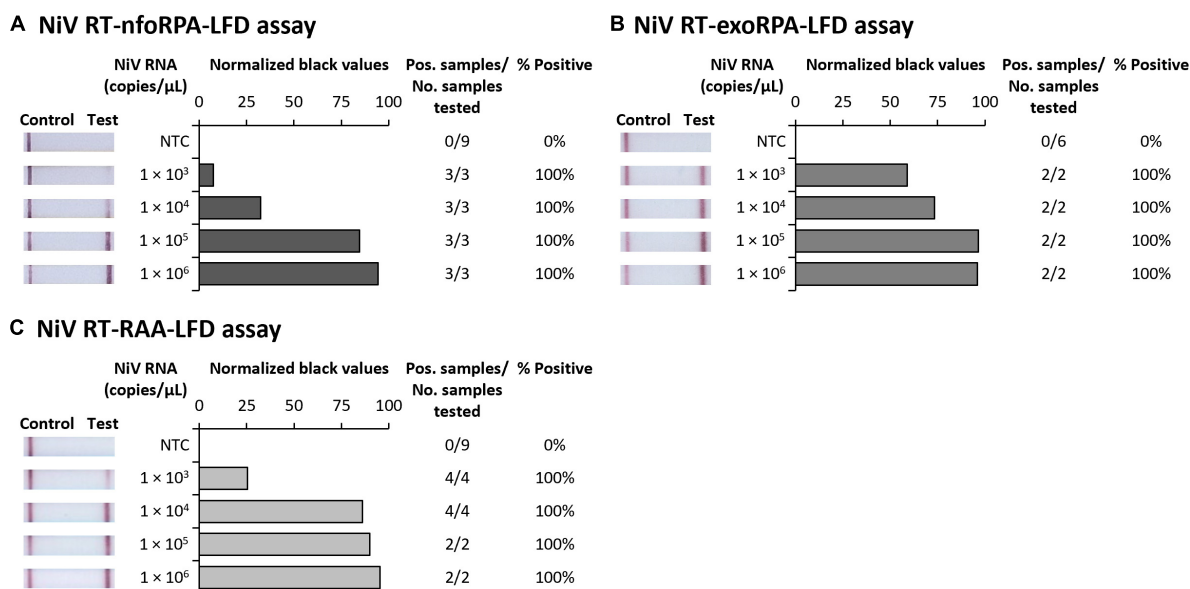 A NiV RT-nfoRPA-LFD assay
NiV RNA Normalized black values Pos. samples/ % Positive
(copies/µL) No. samples
0 25 50 75 100 tested
Control Test
NTC 0/9 0%
1 × 10³ 3/3 100%
1 × 10⁴ 3/3 100%
1 × 10⁵ 3/3 100%
1 × 10⁶ 3/3 100%
B NiV RT-exoRPA-LFD assay
NiV RNA Normalized black values Pos. samples/ % Positive
(copies/µL) No. samples
0 25 50 75 100 tested
Control Test
NTC 0/6 0%
1 × 10³ 2/2 100%
1 × 10⁴ 2/2 100%
1 × 10⁵ 2/2 100%
1 × 10⁶ 2/2 100%
C NiV RT-RAA-LFD assay
NiV RNA Normalized black values Pos. samples/ % Positive
(copies/µL) No. samples
0 25 50 75 100 tested
Control Test
NTC 0/9 0%
1 × 10³ 4/4 100%
1 × 10⁴ 4/4 100%
1 × 10⁵ 2/2 100%
1 × 10⁶ 2/2 100%